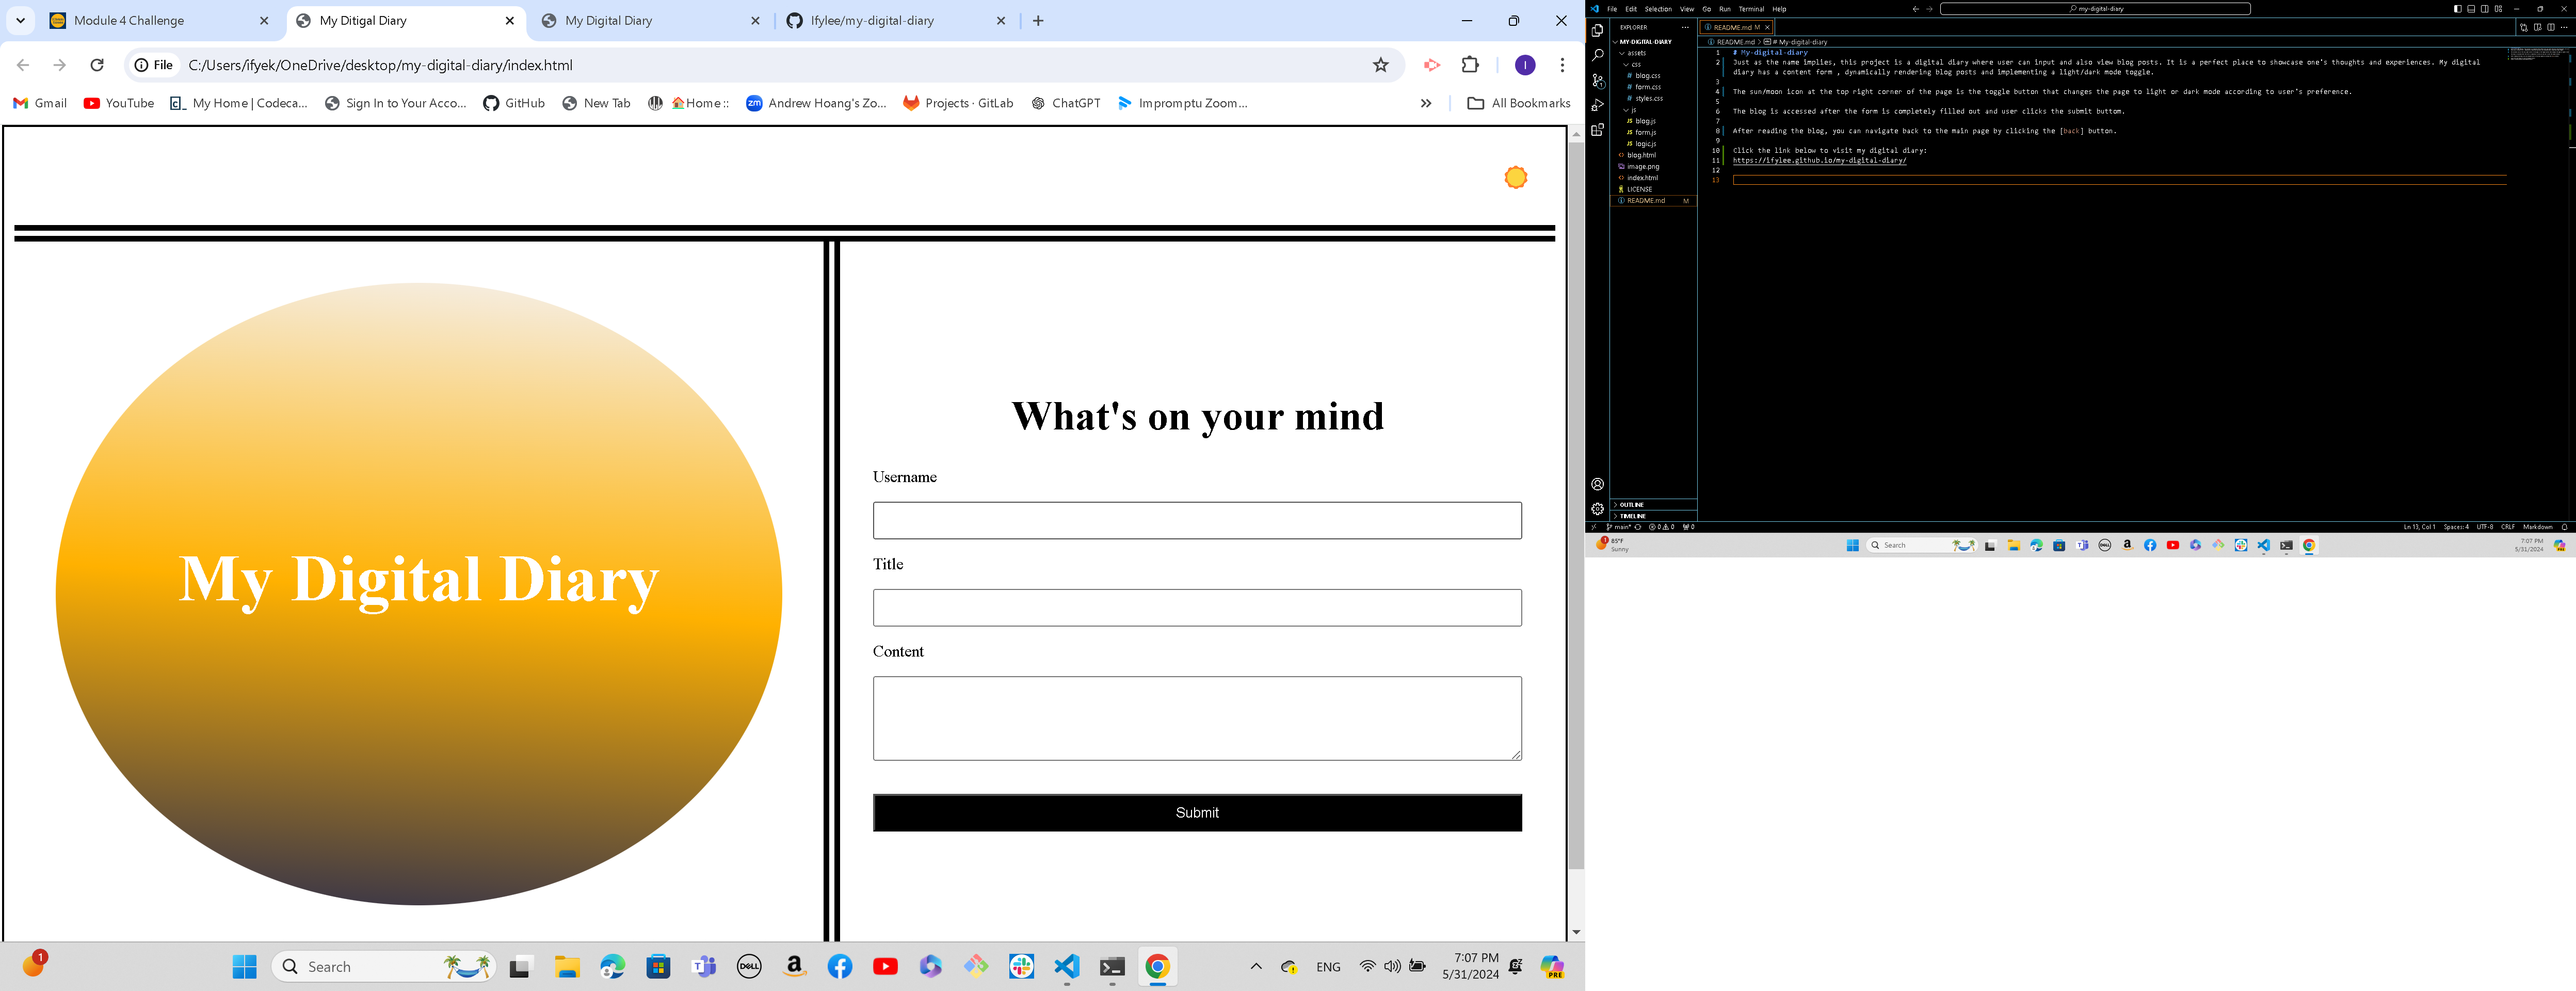 Module 4 Challenge
My Ditigal Diary
My Digital Diary
Ifylee/my-digital-diary
File
C:/Users/ifyek/OneDrive/desktop/my-digital-diary/index.html
I
Gmail
YouTube
My Home | Codeca...
Sign In to Your Acco...
GitHub
New Tab
Home ::
zm
Andrew Hoang's Zo...
Projects · GitLab
ChatGPT
Impromptu Zoom...
»
All Bookmarks
My Digital Diary
What's on your mind
Username
Title
Content
Submit
1
Search
DELL
ENG
7:07 PM
5/31/2024
PRE
File Edit Selection View Go Run Terminal Help
my-digital-diary
EXPLORER
README.md M
MY-DIGITAL-DIARY
assets
css
# blog.css
# form.css
# styles.css
js
JS blog.js
JS form.js
JS logic.js
<> blog.html
image.png
<> index.html
LICENSE
README.md M
OUTLINE
TIMELINE
README.md > # My-digital-diary
1 # My-digital-diary
2 Just as the name implies, this project is a digital diary where user can input and also view blog posts. It is a perfect place to showcase one's thoughts and experiences. My digital
diary has a content form , dynamically rendering blog posts and implementing a light/dark mode toggle.
3
4 The sun/moon icon at the top right corner of the page is the toggle button that changes the page to light or dark mode according to user's preference.
5
6 The blog is accessed after the form is completely filled out and user clicks the submit buttom.
7
8 After reading the blog, you can navigate back to the main page by clicking the [back] button.
9
10 Click the link below to visit my digital diary:
11 https://ifylee.github.io/my-digital-diary/
12
13
main* 0 0 0
Ln 13, Col 1 Spaces: 4 UTF-8 CRLF Markdown
1
85°F
Sunny
Search
DELL
7:07 PM
5/31/2024
PRE